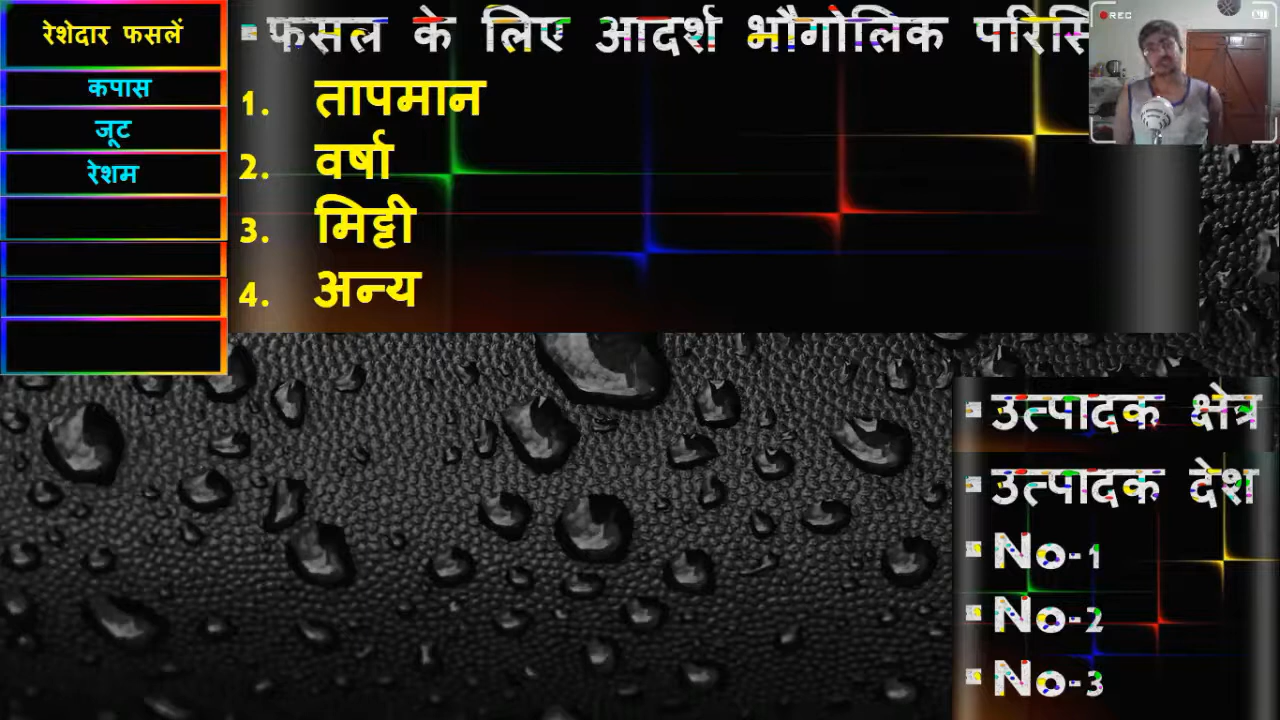 रेशेदार फसलें
कपास
जूट
रेशम
फसल के लिए आदर्श भौगोलिक
1. तापमान
2. वर्षा
3. मिट्टी
4. अन्य
REC
उत्पादक क्षेत्र
उत्पादक देश
No-1
No-2
No-3